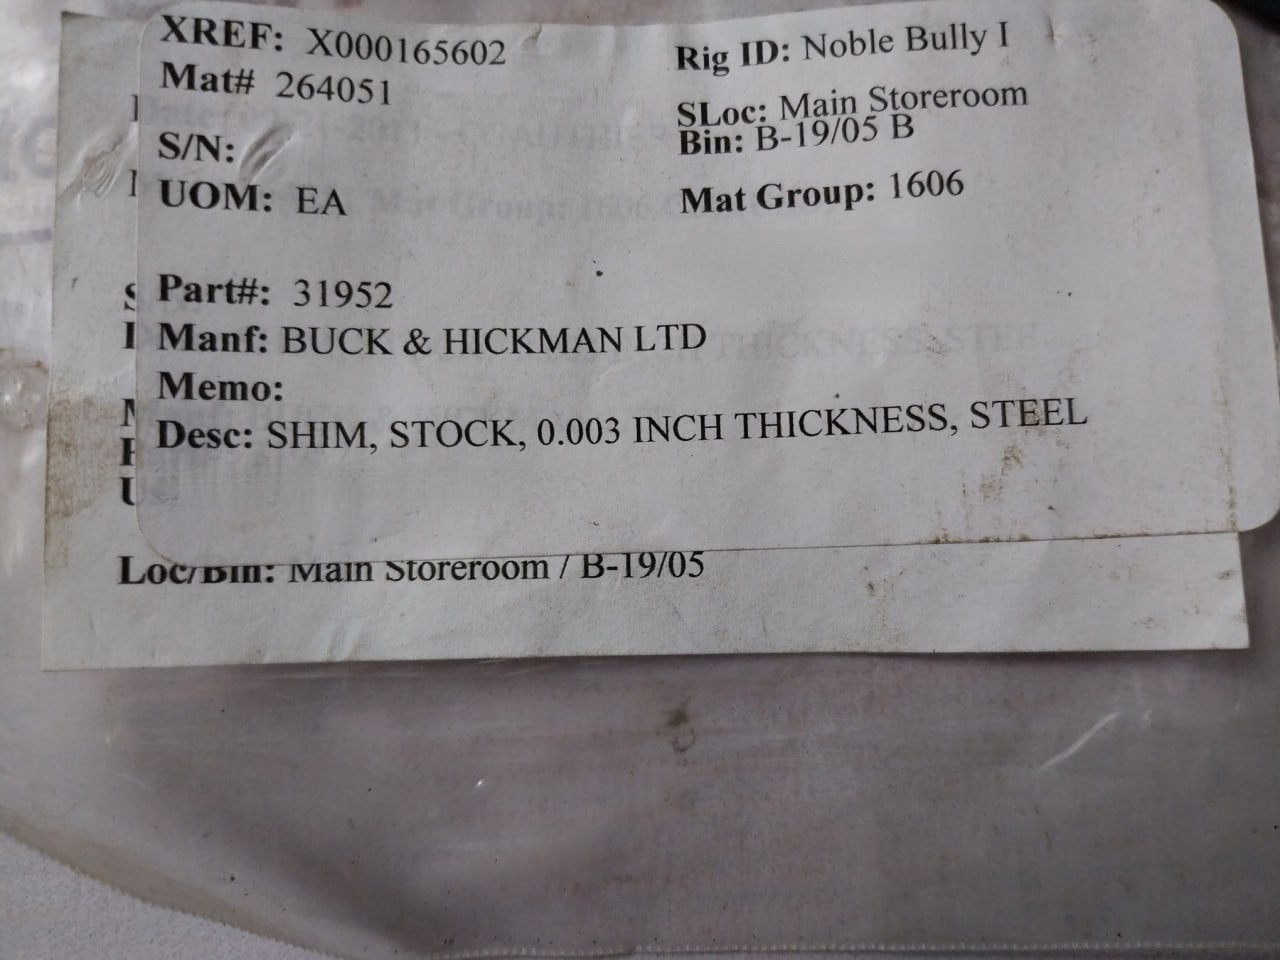 XREF: X000165602
Mat# 264051
S/N:
UOM: EA
Rig ID: Noble Bully I
SLoc: Main Storeroom
Bin: B-19/05 B
Mat Group: 1606
Part#: 31952
Manf: BUCK & HICKMAN LTD
Memo:
Desc: SHIM, STOCK, 0.003 INCH THICKNESS, STEEL
Loc/Bin: Main Storeroom / B-19/05